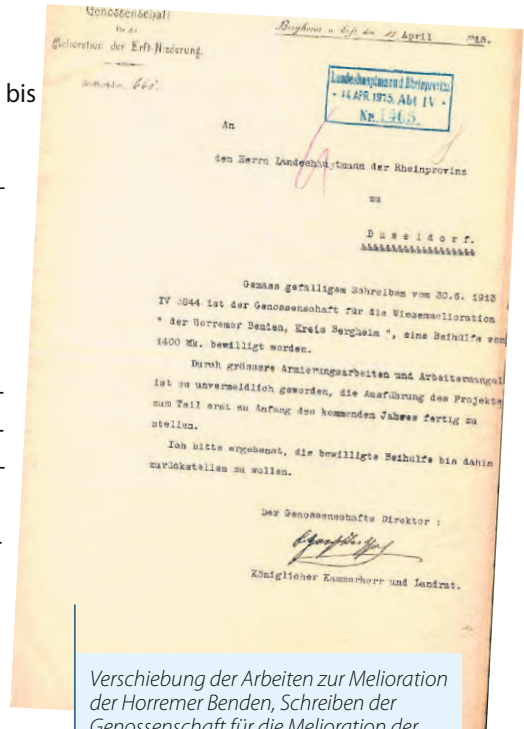 Genossenschaft
für die
Melioration der Erft-Niederung.
Bergheim a. Erft den April 1915.
bis
Landeshauptmann d. Rheinprovinz
- 14.APR.1915. Abt IV -
Nr. 1465.
An
den Herrn Landeshauptmann der Rheinprovinz
zu
Düseldorf.
Gemäss gefälligem Schreiben vom 30.6. 1913
IV 3844 ist der Genossenschaft für die Wiesenmelioration
" der Horremer Benden, Kreis Bergheim ", eine Beihülfe von
1400 Mk. bewilligt worden.
Durch grössere Armierungsarbeiten und Arbeitermangel
ist es unvermeidlich geworden, die Ausführung des Projekts
zum Teil erst zu Anfang des kommenden Jahres fertig zu
stellen.
Ich bitte ergebenst, die bewilligte Beihülfe bis dahin
zurückstellen zu wollen.
Der Genossenschafts Direktor :
Königlicher Kammerherr und Landrat.
Verschiebung der Arbeiten zur Melioration
der Horremer Benden, Schreiben der
Genossenschaft für die Melioration der